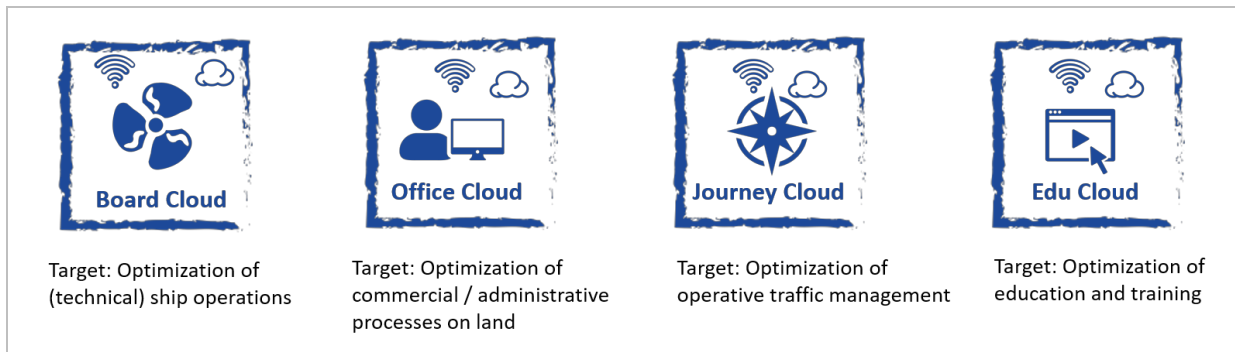 Board Cloud
Office Cloud
Journey Cloud
Edu Cloud
Target: Optimization of
(technical) ship operations
Target: Optimization of
commercial / administrative
processes on land
Target: Optimization of
operative traffic management
Target: Optimization of
education and training